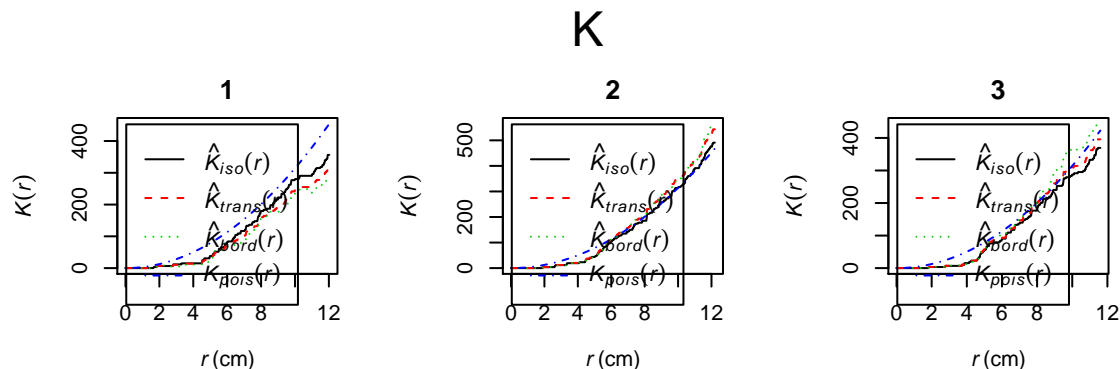 K
1
K(r)
0 200 400
0 2 4 6 8 12
r (cm)
K̂iso(r)
K̂trans(r)
K̂bord(r)
Kpois(r)
2
K(r)
0 200 500
0 2 4 6 8 12
r (cm)
K̂iso(r)
K̂trans(r)
K̂bord(r)
Kpois(r)
3
K(r)
0 200 400
0 2 4 6 8 12
r (cm)
K̂iso(r)
K̂trans(r)
K̂bord(r)
Kpois(r)